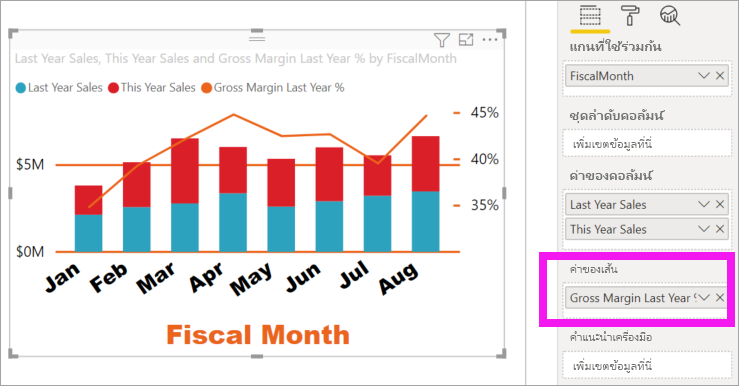 Last Year Sales, This Year Sales and Gross Margin Last Year % by FiscalMonth
Last Year Sales This Year Sales Gross Margin Last Year %
45%
$5M
40%
35%
$0M
Jan Feb Mar Apr May Jun Jul Aug
Fiscal Month
แกนที่ใช้ร่วมกัน
FiscalMonth
ชุดลำดับคอลัมน์
เพิ่มเขตข้อมูลที่นี่
ค่าของคอลัมน์
Last Year Sales
This Year Sales
ค่าของเส้น
Gross Margin Last Year
คำแนะนำเครื่องมือ
เพิ่มเขตข้อมูลที่นี่